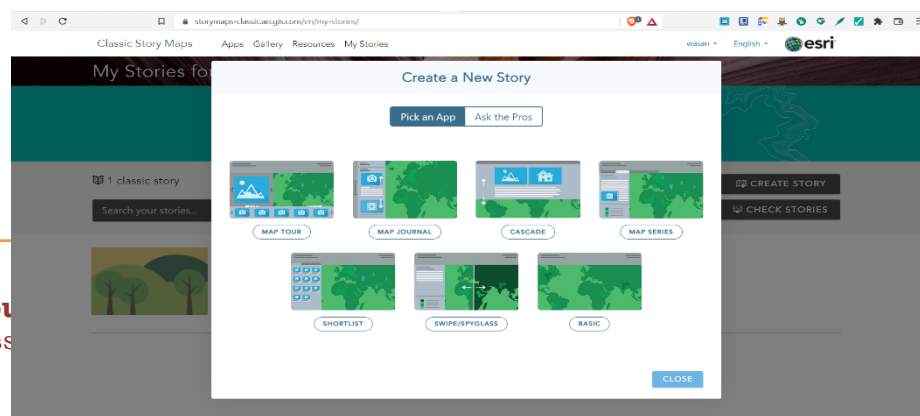 storymaps-classic.arcgis.com/en/my-stories/
Classic Story Maps Apps Gallery Resources My Stories wasari English esri
My Stories fo
Create a New Story
Pick an App Ask the Pros
1 classic story
CREATE STORY
Search your stories...
CHECK STORIES
MAP TOUR MAP JOURNAL CASCADE MAP SERIES
SHORTLIST SWIPE/SPYGLASS BASIC
CLOSE